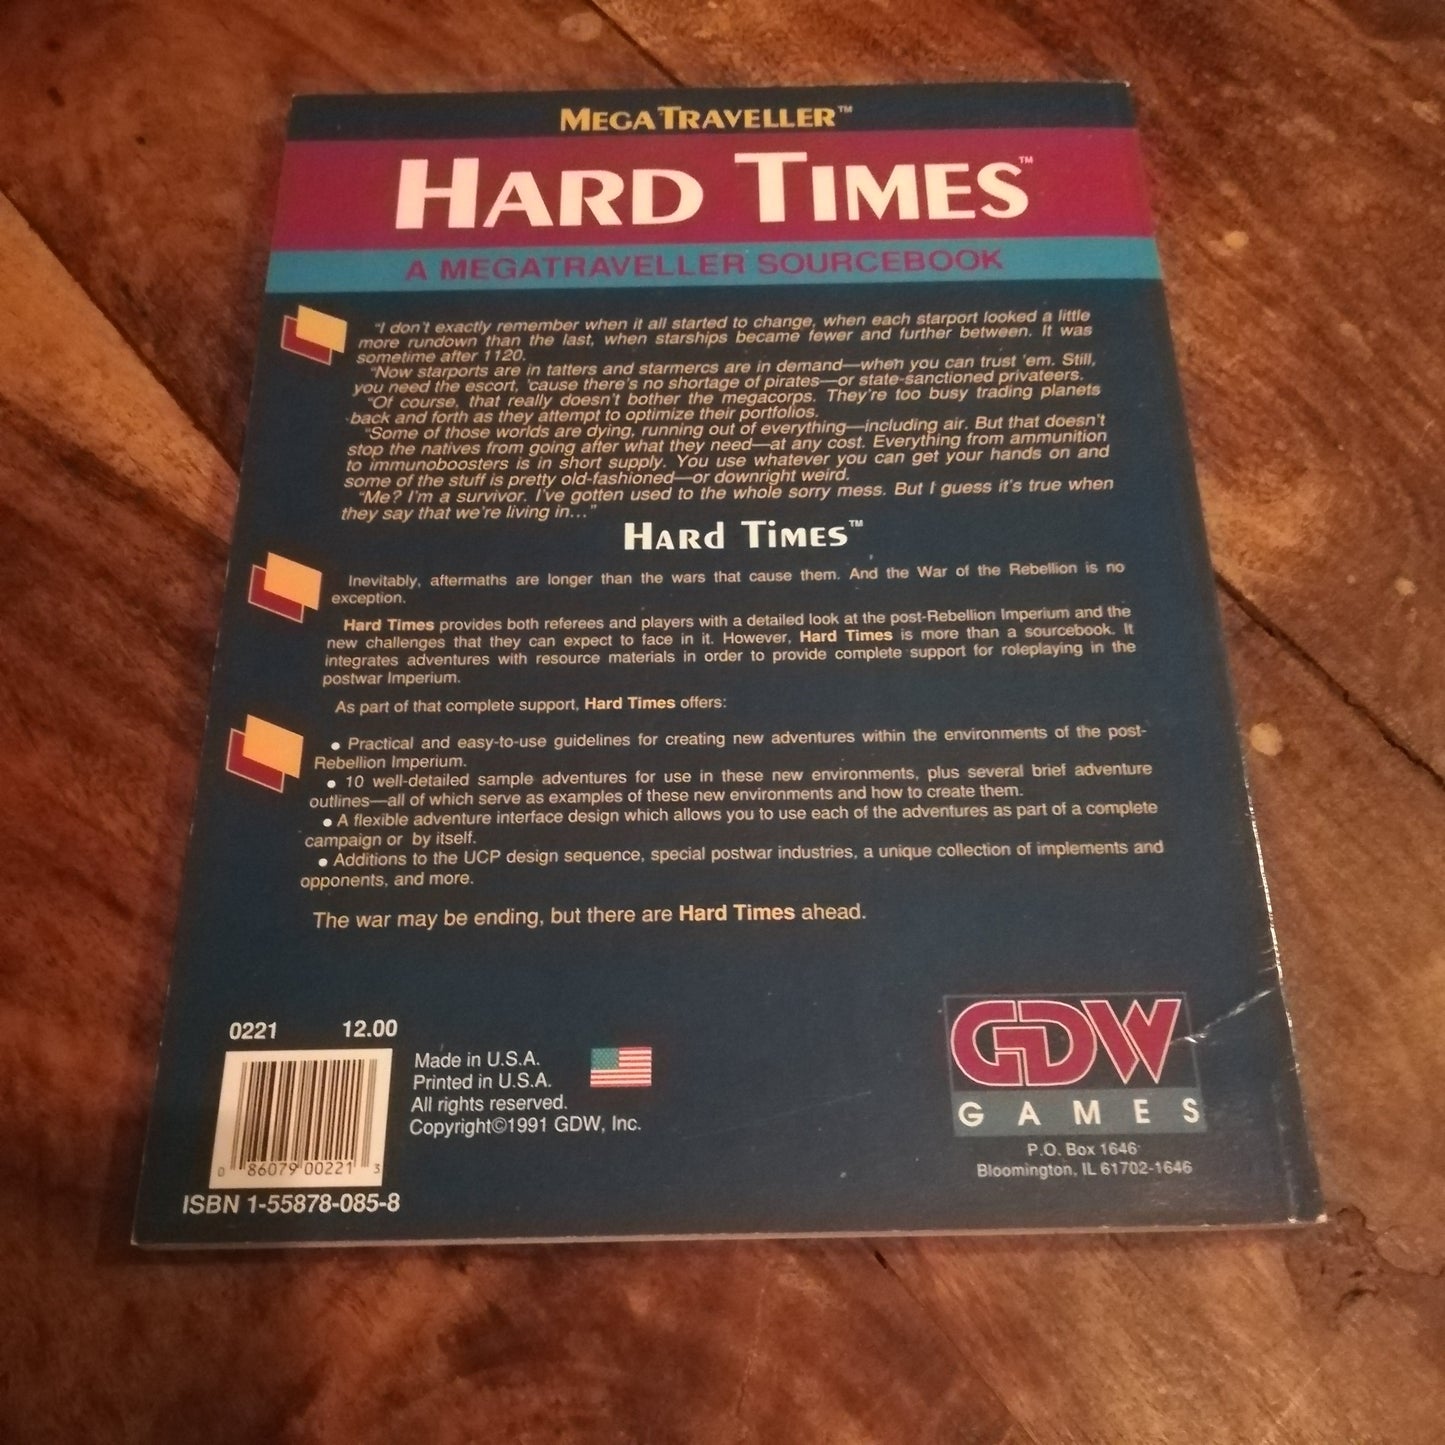 MEGATRAVELLER™
HARD TIMES™
A MEGATRAVELLER SOURCEBOOK
"I don't exactly remember when it all started to change, when each starport looked a little
more rundown than the last, when starships became fewer and further between. It was
sometime after 1120.
"Now starports are in tatters and starmercs are in demand—when you can trust 'em. Still,
you need the escort, 'cause there's no shortage of pirates—or state-sanctioned privateers.
"Of course, that really doesn't bother the megacorps. They're too busy trading planets
back and forth as they attempt to optimize their portfolios.
"Some of those worlds are dying, running out of everything—including air. But that doesn't
stop the natives from going after what they need—at any cost. Everything from ammunition
to immunoboosters is in short supply. You use whatever you can get your hands on and
some of the stuff is pretty old-fashioned—or downright weird.
"Me? I'm a survivor. I've gotten used to the whole sorry mess. But I guess it's true when
they say that we're living in..."
HARD TIMES™
Inevitably, aftermaths are longer than the wars that cause them. And the War of the Rebellion is no
exception.
Hard Times provides both referees and players with a detailed look at the post-Rebellion Imperium and the
new challenges that they can expect to face in it. However, Hard Times is more than a sourcebook. It
integrates adventures with resource materials in order to provide complete support for roleplaying in the
postwar Imperium.
As part of that complete support, Hard Times offers:
• Practical and easy-to-use guidelines for creating new adventures within the environments of the post-
Rebellion Imperium.
• 10 well-detailed sample adventures for use in these new environments, plus several brief adventure
outlines—all of which serve as examples of these new environments and how to create them.
• A flexible adventure interface design which allows you to use each of the adventures as part of a complete
campaign or by itself.
• Additions to the UCP design sequence, special postwar industries, a unique collection of implements and
opponents, and more.
The war may be ending, but there are Hard Times ahead.
0221 12.00
0 86079 00221 3
ISBN 1-55878-085-8
Made in U.S.A.
Printed in U.S.A.
All rights reserved.
Copyright©1991 GDW, Inc.
GDW
GAMES
P.O. Box 1646
Bloomington, IL 61702-1646